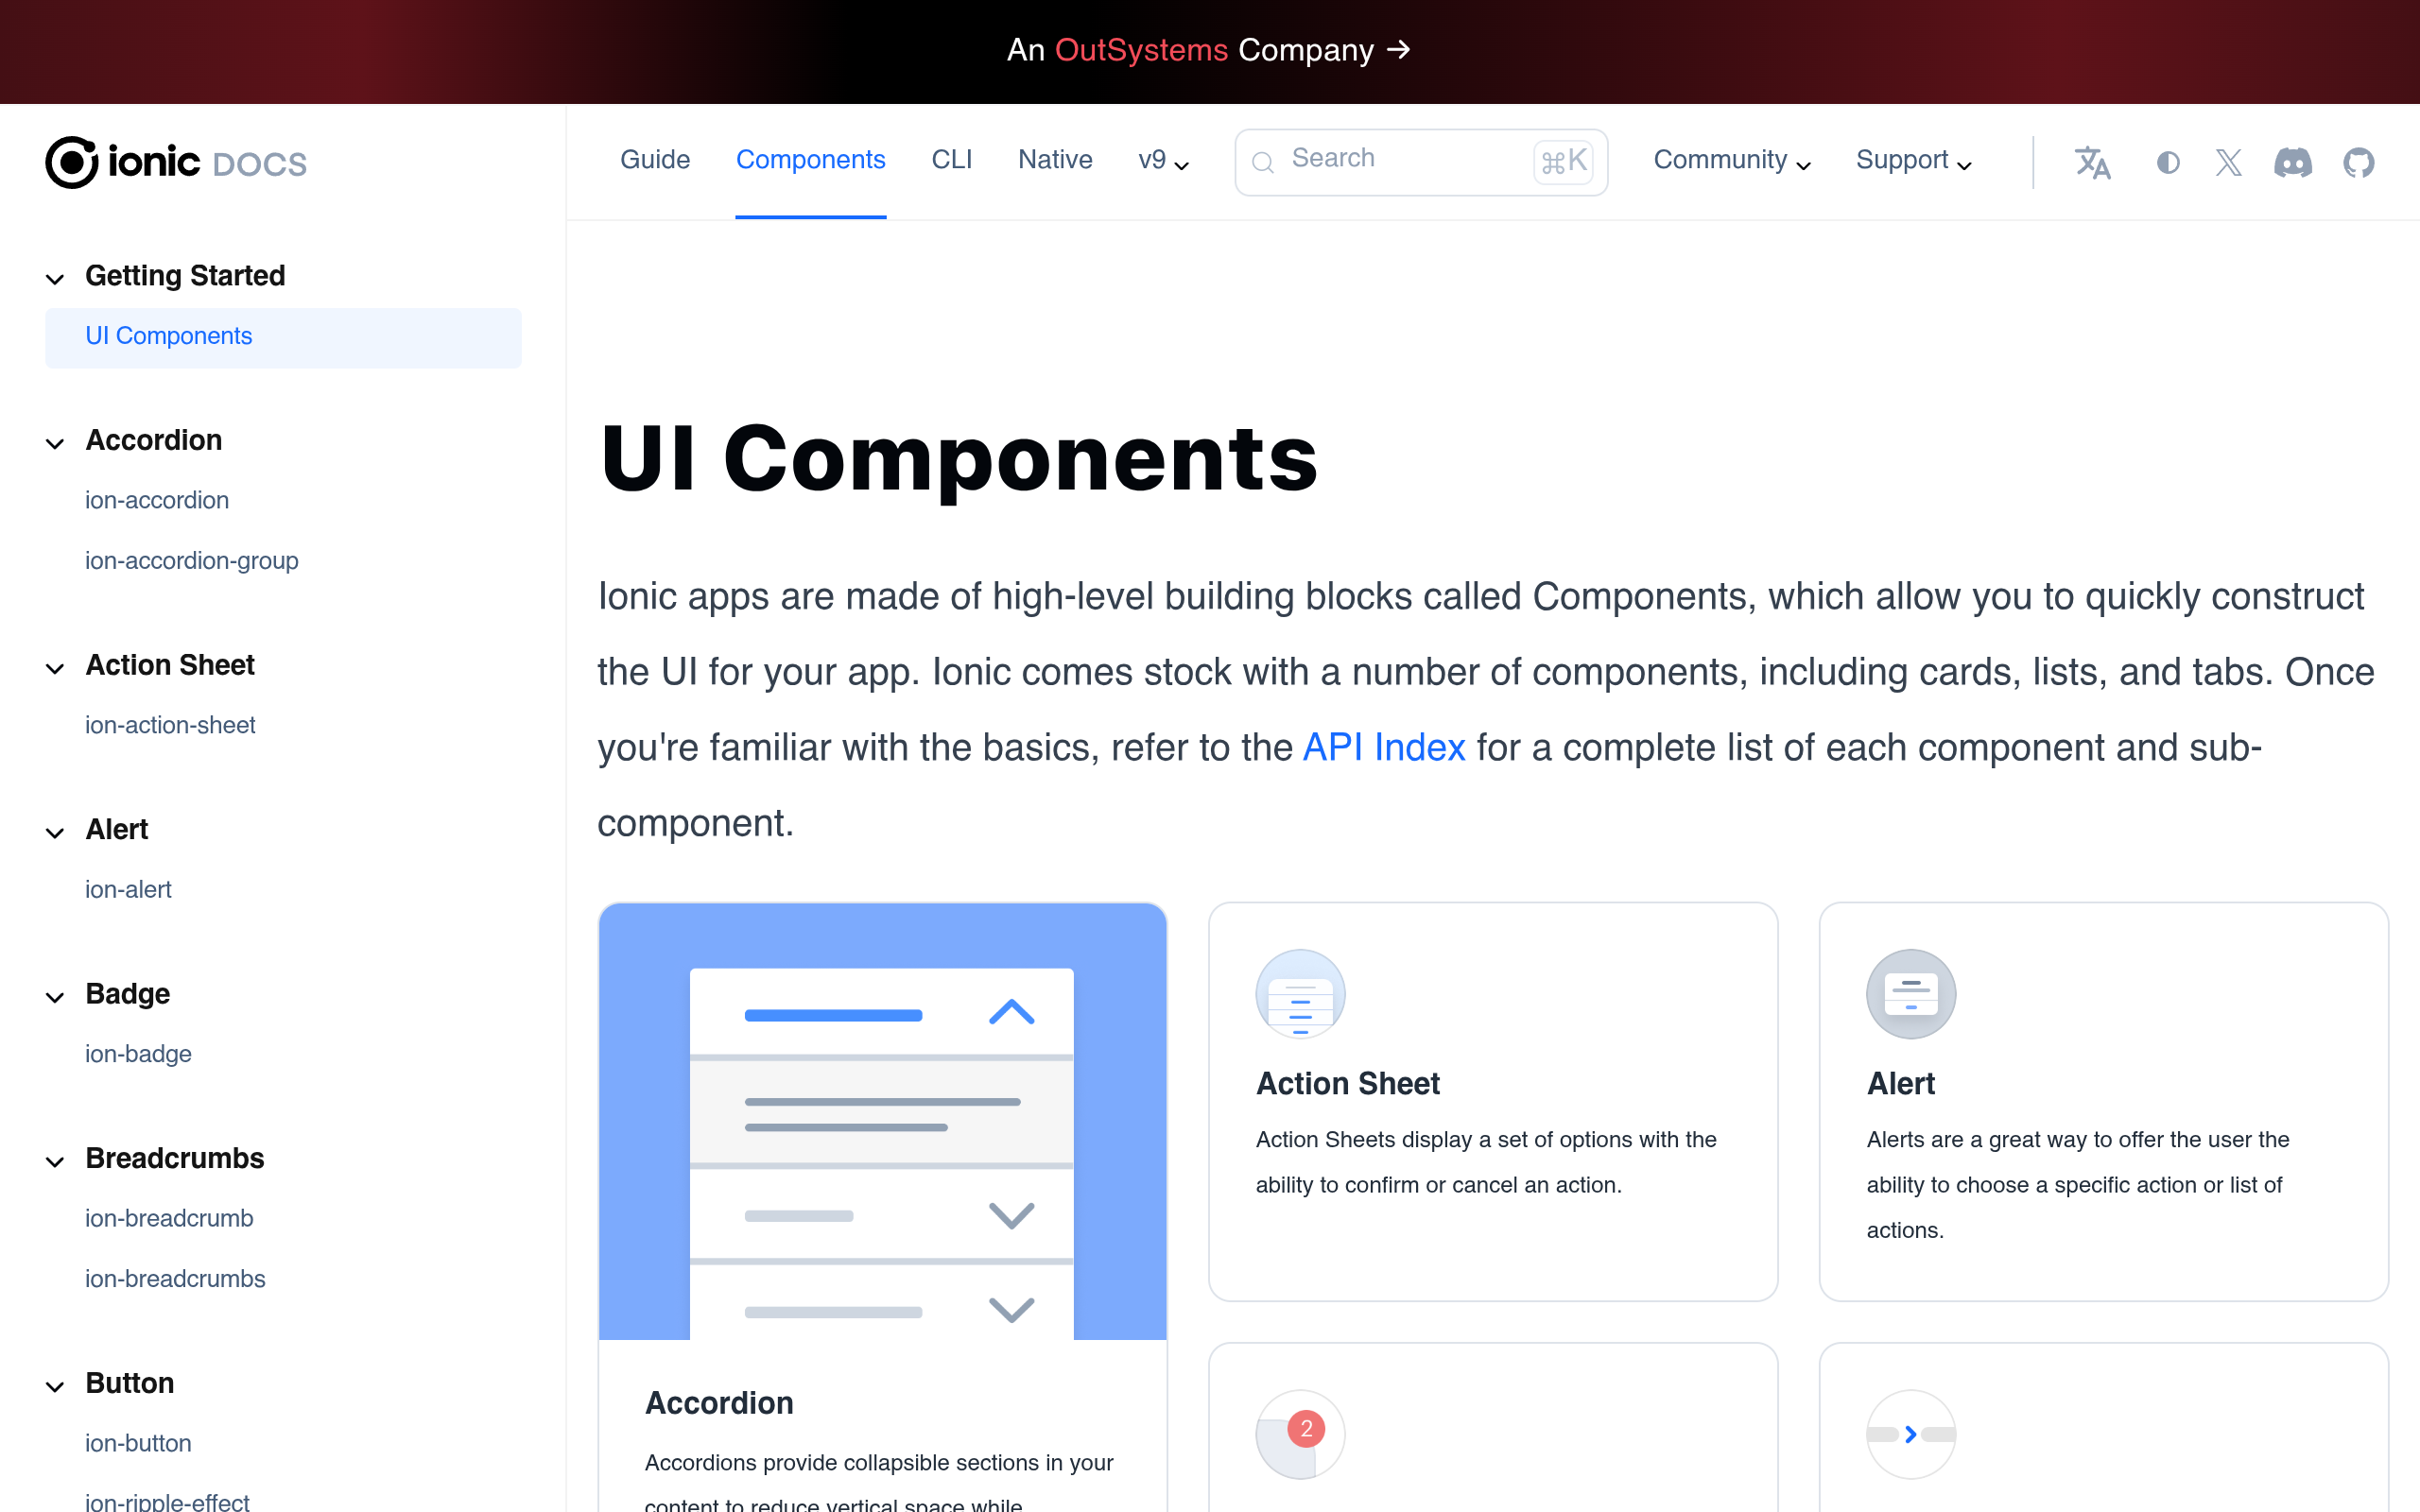 An OutSystems Company →
ionic DOCS
Guide
Components
CLI
Native
v9
Search
⌘K
Community
Support
Getting Started
UI Components
Accordion
ion-accordion
ion-accordion-group
Action Sheet
ion-action-sheet
Alert
ion-alert
Badge
ion-badge
Breadcrumbs
ion-breadcrumb
ion-breadcrumbs
Button
ion-button
ion-ripple-effect
UI Components
Ionic apps are made of high-level building blocks called Components, which allow you to quickly construct
the UI for your app. Ionic comes stock with a number of components, including cards, lists, and tabs. Once
you're familiar with the basics, refer to the API Index for a complete list of each component and sub-
component.
Accordion
Accordions provide collapsible sections in your
content to reduce vertical space while
Action Sheet
Action Sheets display a set of options with the
ability to confirm or cancel an action.
Alert
Alerts are a great way to offer the user the
ability to choose a specific action or list of
actions.
2